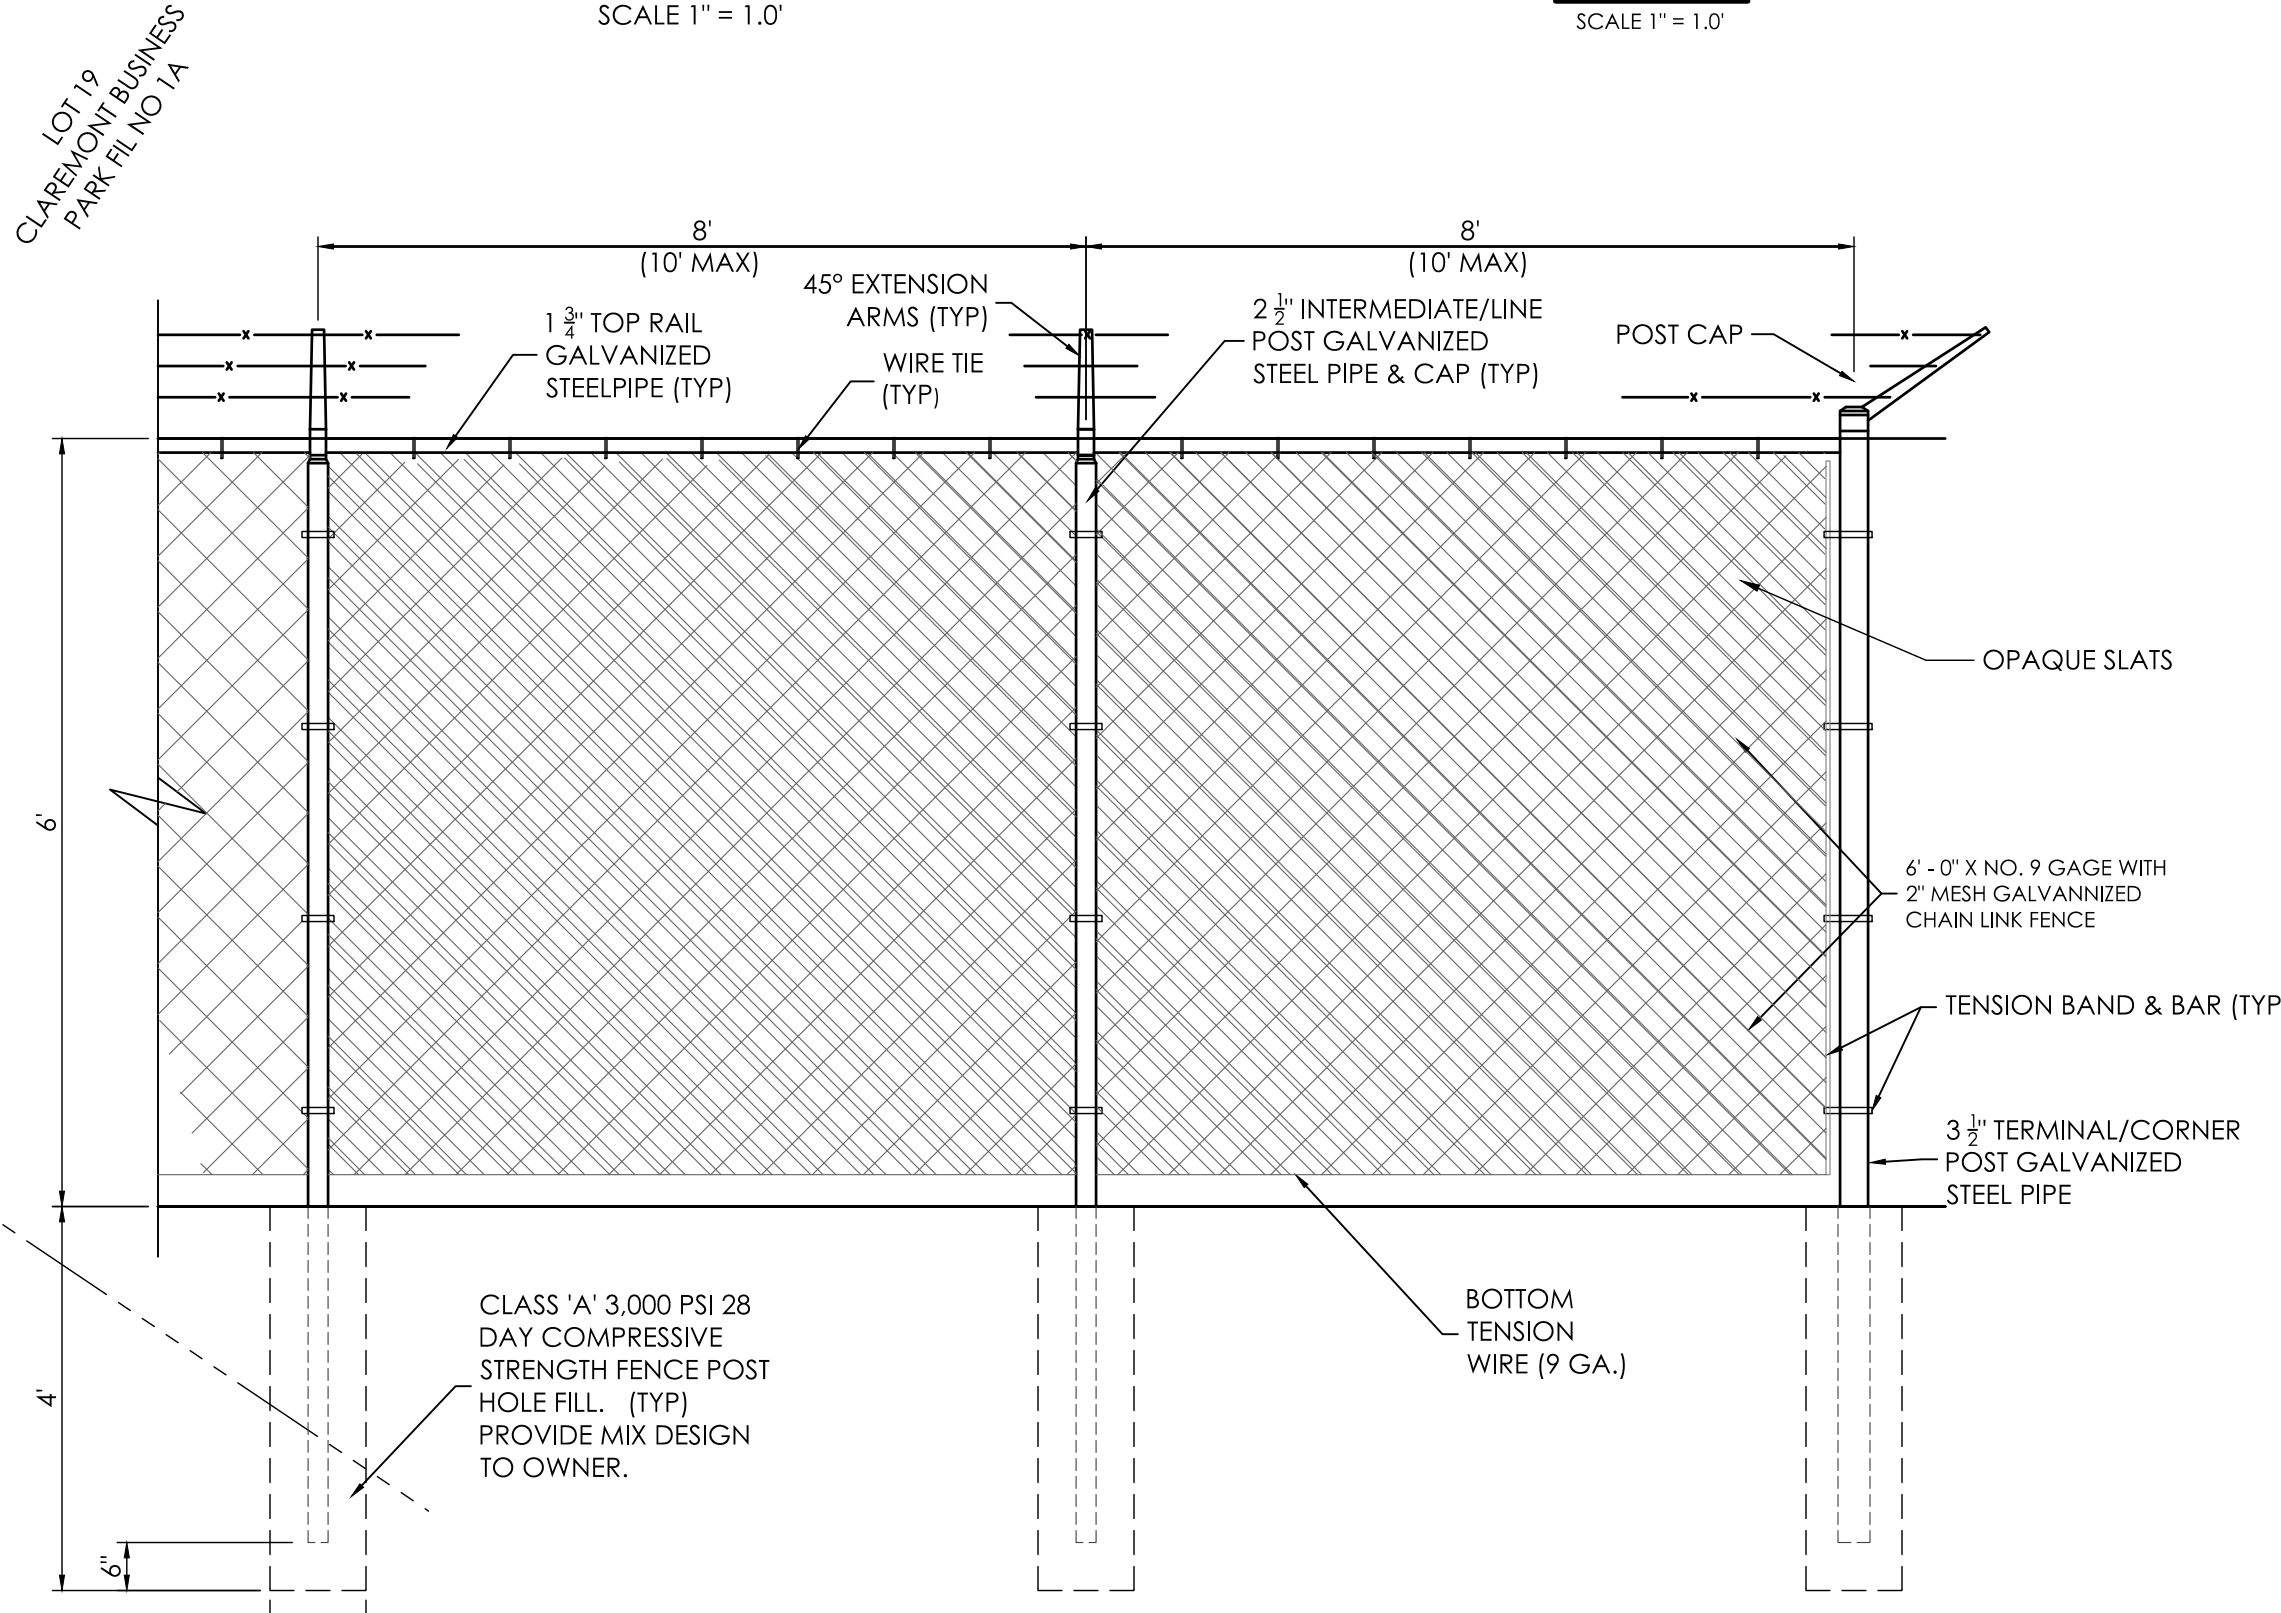 SCALE 1" = 1.0'
SCALE 1" = 1.0'
LOT 19
CLAREMONT BUSINESS
PARK FIL NO 1A
8'
(10' MAX)
8'
(10' MAX)
45° EXTENSION
ARMS (TYP)
1 3/4" TOP RAIL
GALVANIZED
STEELPIPE (TYP)
WIRE TIE
(TYP)
2 1/2" INTERMEDIATE/LINE
POST GALVANIZED
STEEL PIPE & CAP (TYP)
POST CAP
x x
x x
x x
x
x
x x
OPAQUE SLATS
6'
6' - 0" X NO. 9 GAGE WITH
2" MESH GALVANNIZED
CHAIN LINK FENCE
TENSION BAND & BAR (TYP
3 1/2" TERMINAL/CORNER
POST GALVANIZED
STEEL PIPE
BOTTOM
TENSION
WIRE (9 GA.)
CLASS 'A' 3,000 PSI 28
DAY COMPRESSIVE
STRENGTH FENCE POST
HOLE FILL. (TYP)
PROVIDE MIX DESIGN
TO OWNER.
4'
6"